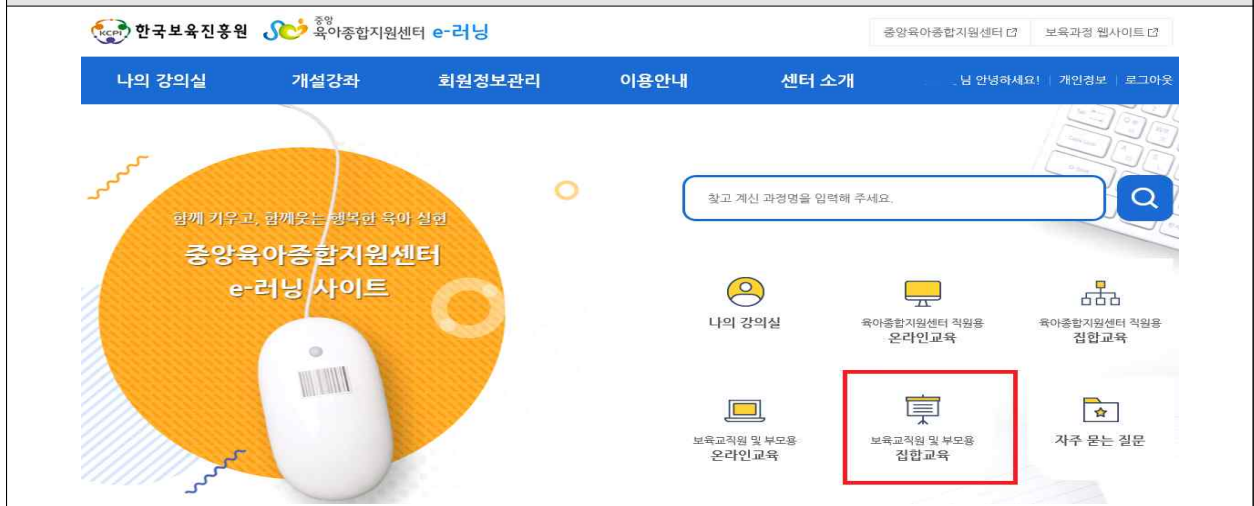 KCPI 한국보육진흥원 중앙 육아종합지원센터 e-러닝
중앙육아종합지원센터 보육과정 웹사이트
나의 강의실 개설강좌 회원정보관리 이용안내 센터 소개 님 안녕하세요! | 개인정보 | 로그아웃
찾고 계신 과정명을 입력해 주세요.
함께 키우고, 함께웃는 행복한 육아 실현
중앙육아종합지원센터
e-러닝 사이트
나의 강의실
육아종합지원센터 직원용
온라인교육
육아종합지원센터 직원용
집합교육
보육교직원 및 부모용
온라인교육
보육교직원 및 부모용
집합교육
자주 묻는 질문